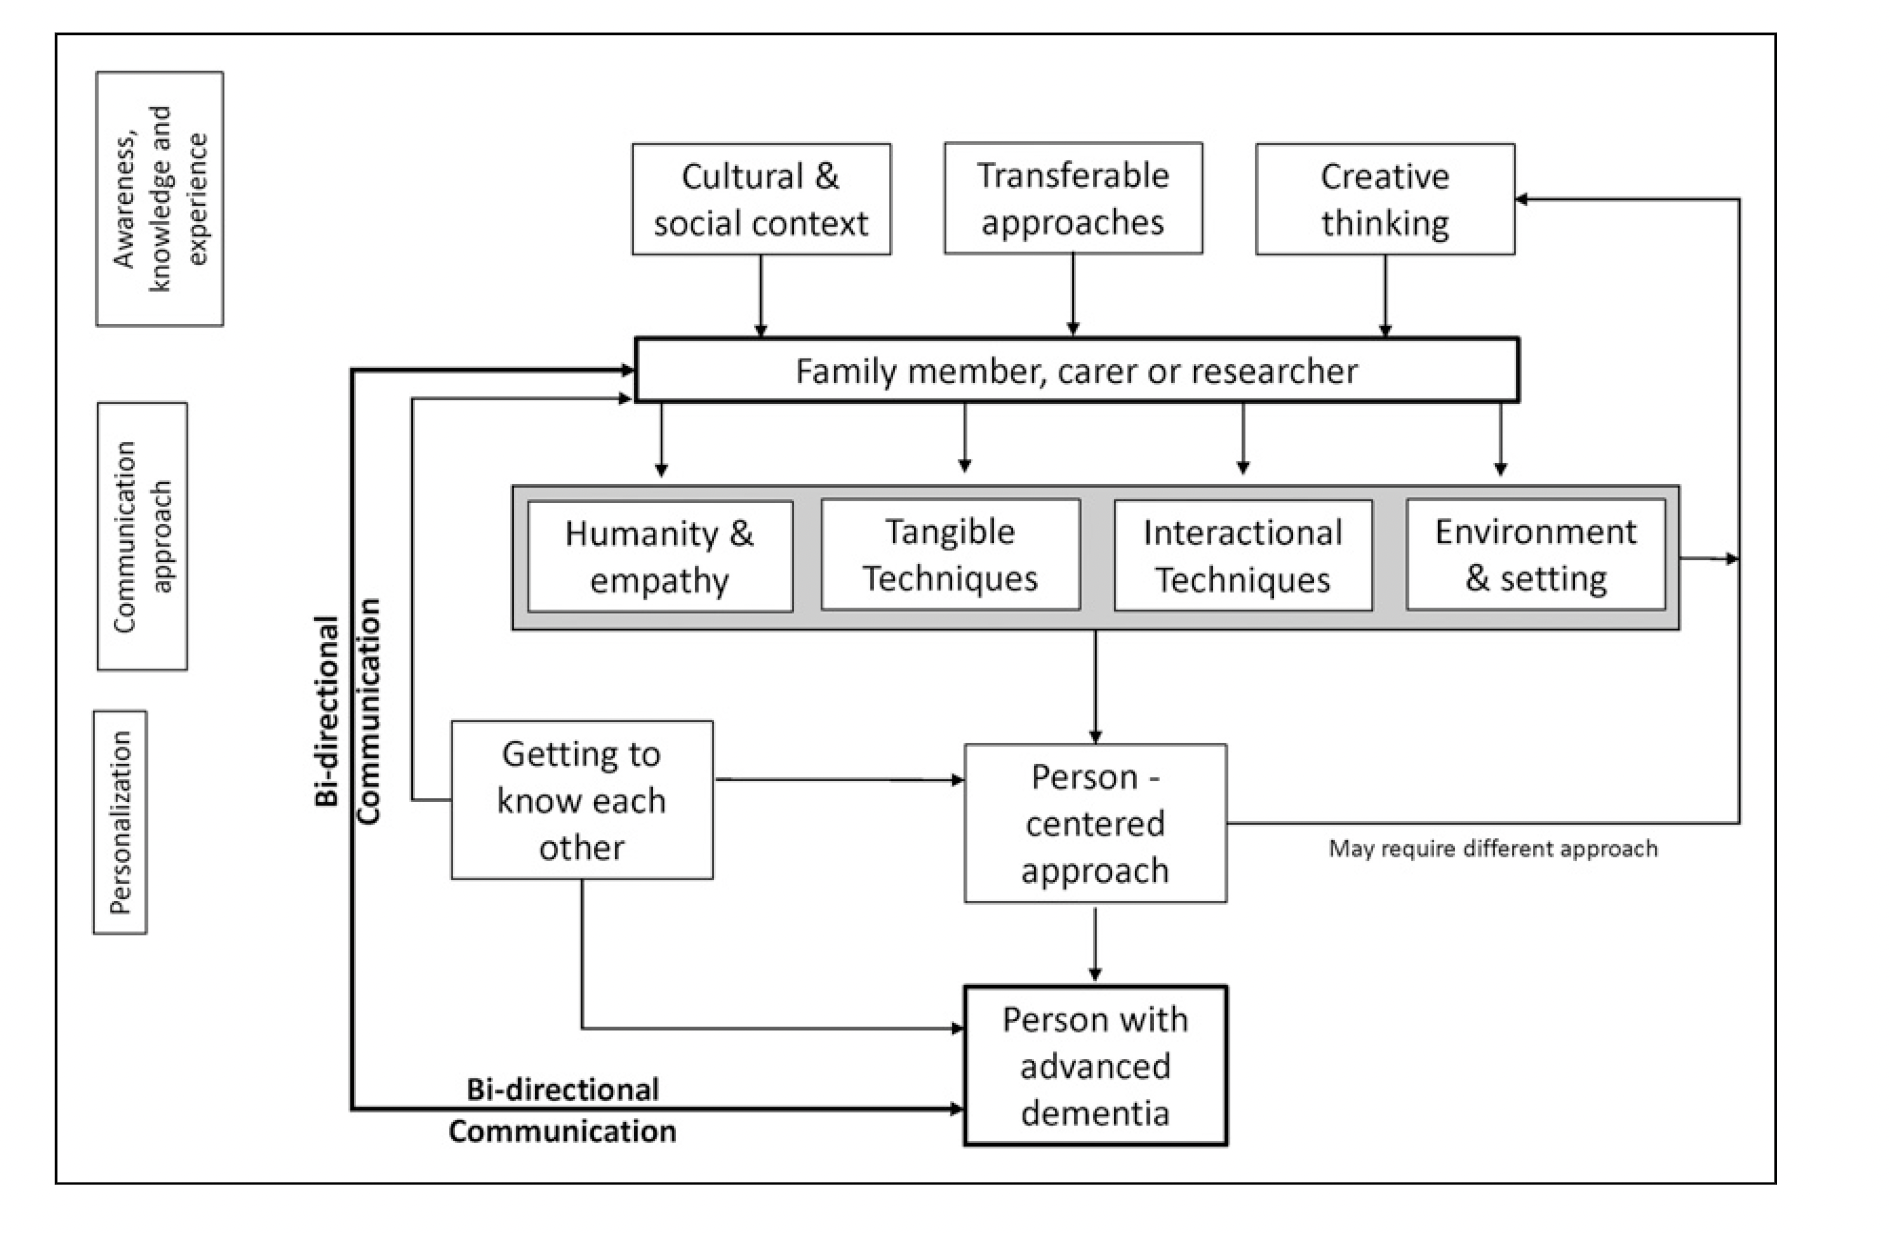 Awareness,
knowledge and
experience
Cultural &
social context
Transferable
approaches
Creative
thinking
Family member, carer or researcher
Communication
approach
Humanity &
empathy
Tangible
Techniques
Interactional
Techniques
Environment
& setting
Bi-directional
Communication
Personalization
Getting to
know each
other
Person -
centered
approach
May require different approach
Person with
advanced
dementia
Bi-directional
Communication